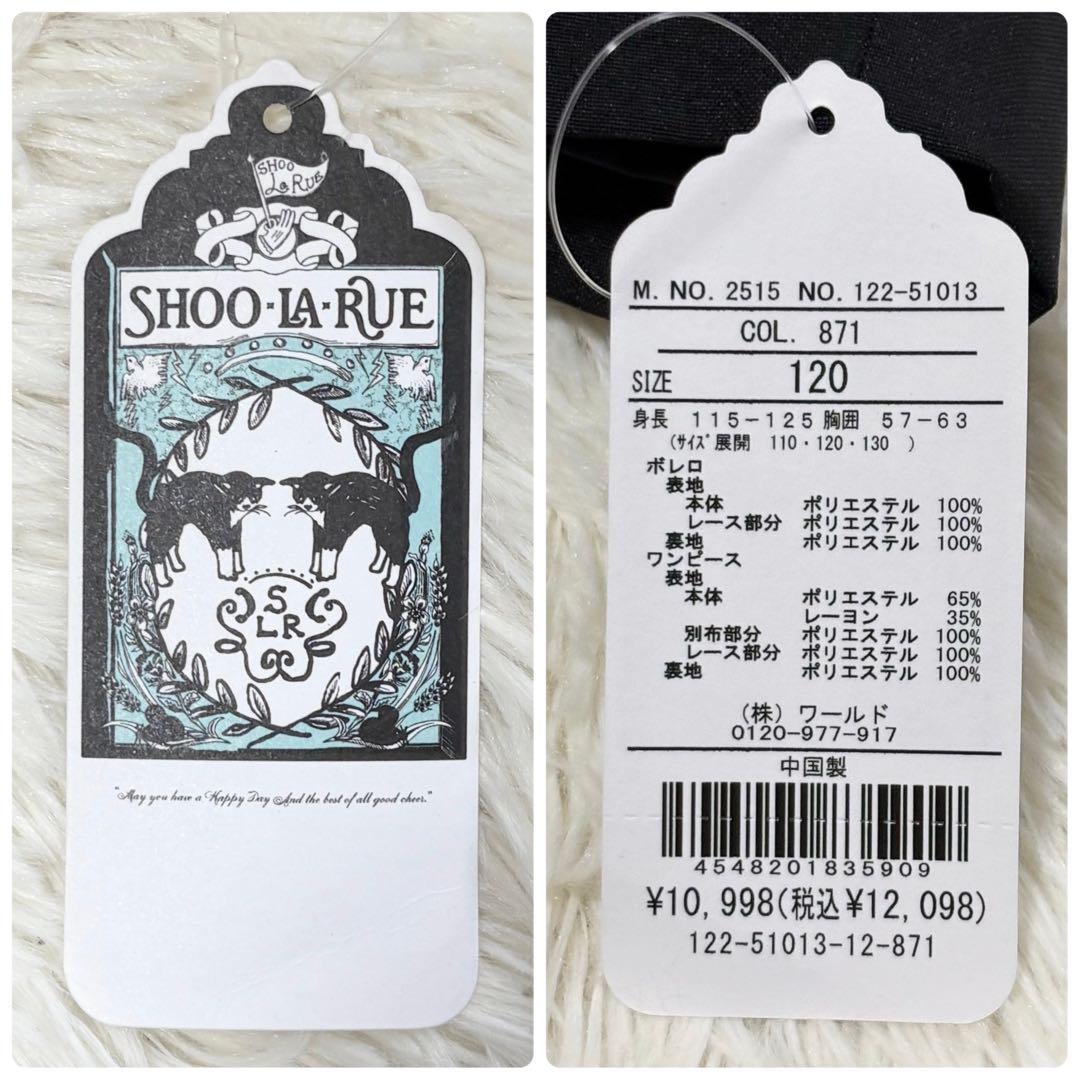 SHOO
La RUE
SHOO·LA·RUE
S
LR
"May you have a Happy Day And the best of all good cheer."
M. NO. 2515 NO. 122-51013
COL. 871
SIZE 120
身長 115-125 胸囲 57-63
(ｻｲｽﾞ展開 110・120・130 )
ボレロ
表地
本体 ポリエステル 100%
レース部分 ポリエステル 100%
裏地 ポリエステル 100%
ワンピース
表地
本体 ポリエステル 65%
レーヨン 35%
別布部分 ポリエステル 100%
レース部分 ポリエステル 100%
裏地 ポリエステル 100%
(株) ワールド
0120-977-917
中国製
4548201835909
¥10,998(税込¥12,098)
122-51013-12-871